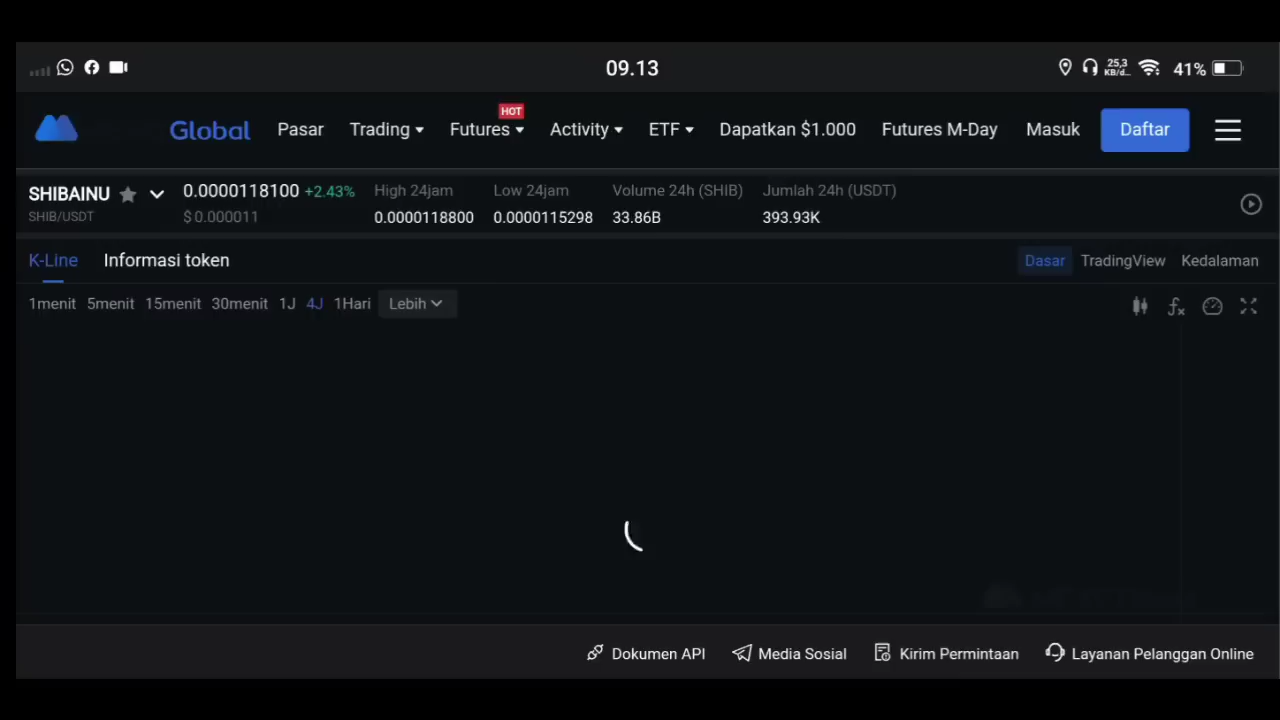 09.13
25,3 KB/d...
41%
HOT
Global Pasar Trading Futures Activity ETF Dapatkan $1.000 Futures M-Day Masuk Daftar
SHIBAINU 0.0000118100 +2.43% High 24jam Low 24jam Volume 24h (SHIB) Jumlah 24h (USDT)
SHIB/USDT $0.000011 0.0000118800 0.0000115298 33.86B 393.93K
K-Line Informasi token Dasar TradingView Kedalaman
1menit 5menit 15menit 30menit 1J 4J 1Hari Lebih
Dokumen API Media Sosial Kirim Permintaan Layanan Pelanggan Online